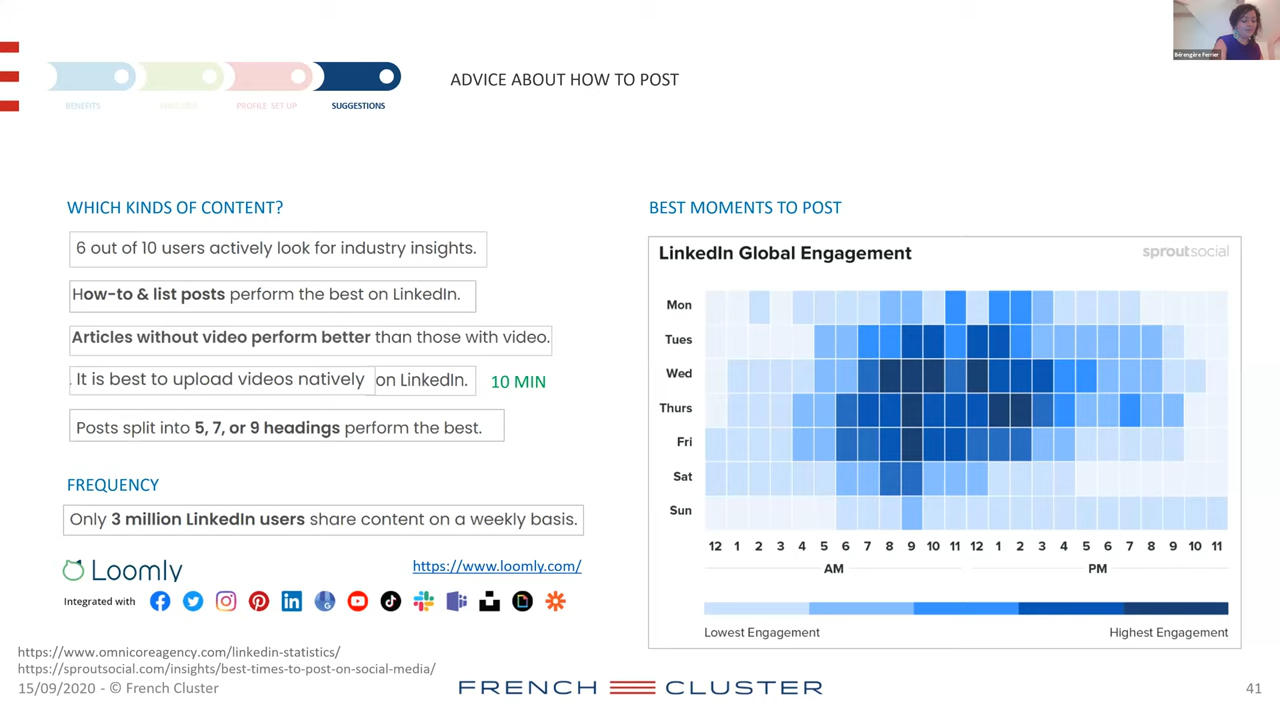 Bérengère Ferrier
ADVICE ABOUT HOW TO POST
BENEFITS
PROFILE SET UP
SUGGESTIONS
WHICH KINDS OF CONTENT?
6 out of 10 users actively look for industry insights.
How-to & list posts perform the best on LinkedIn.
Articles without video perform better than those with video.
. It is best to upload videos natively on LinkedIn. 10 MIN
Posts split into 5, 7, or 9 headings perform the best.
FREQUENCY
Only 3 million LinkedIn users share content on a weekly basis.
Loomly
https://www.loomly.com/
Integrated with
BEST MOMENTS TO POST
LinkedIn Global Engagement
sproutsocial
Mon
Tues
Wed
Thurs
Fri
Sat
Sun
12 1 2 3 4 5 6 7 8 9 10 11 12 1 2 3 4 5 6 7 8 9 10 11
AM PM
Lowest Engagement Highest Engagement
https://www.omnicoreagency.com/linkedin-statistics/
https://sproutsocial.com/insights/best-times-to-post-on-social-media/
15/09/2020 - © French Cluster
FRENCH CLUSTER
41